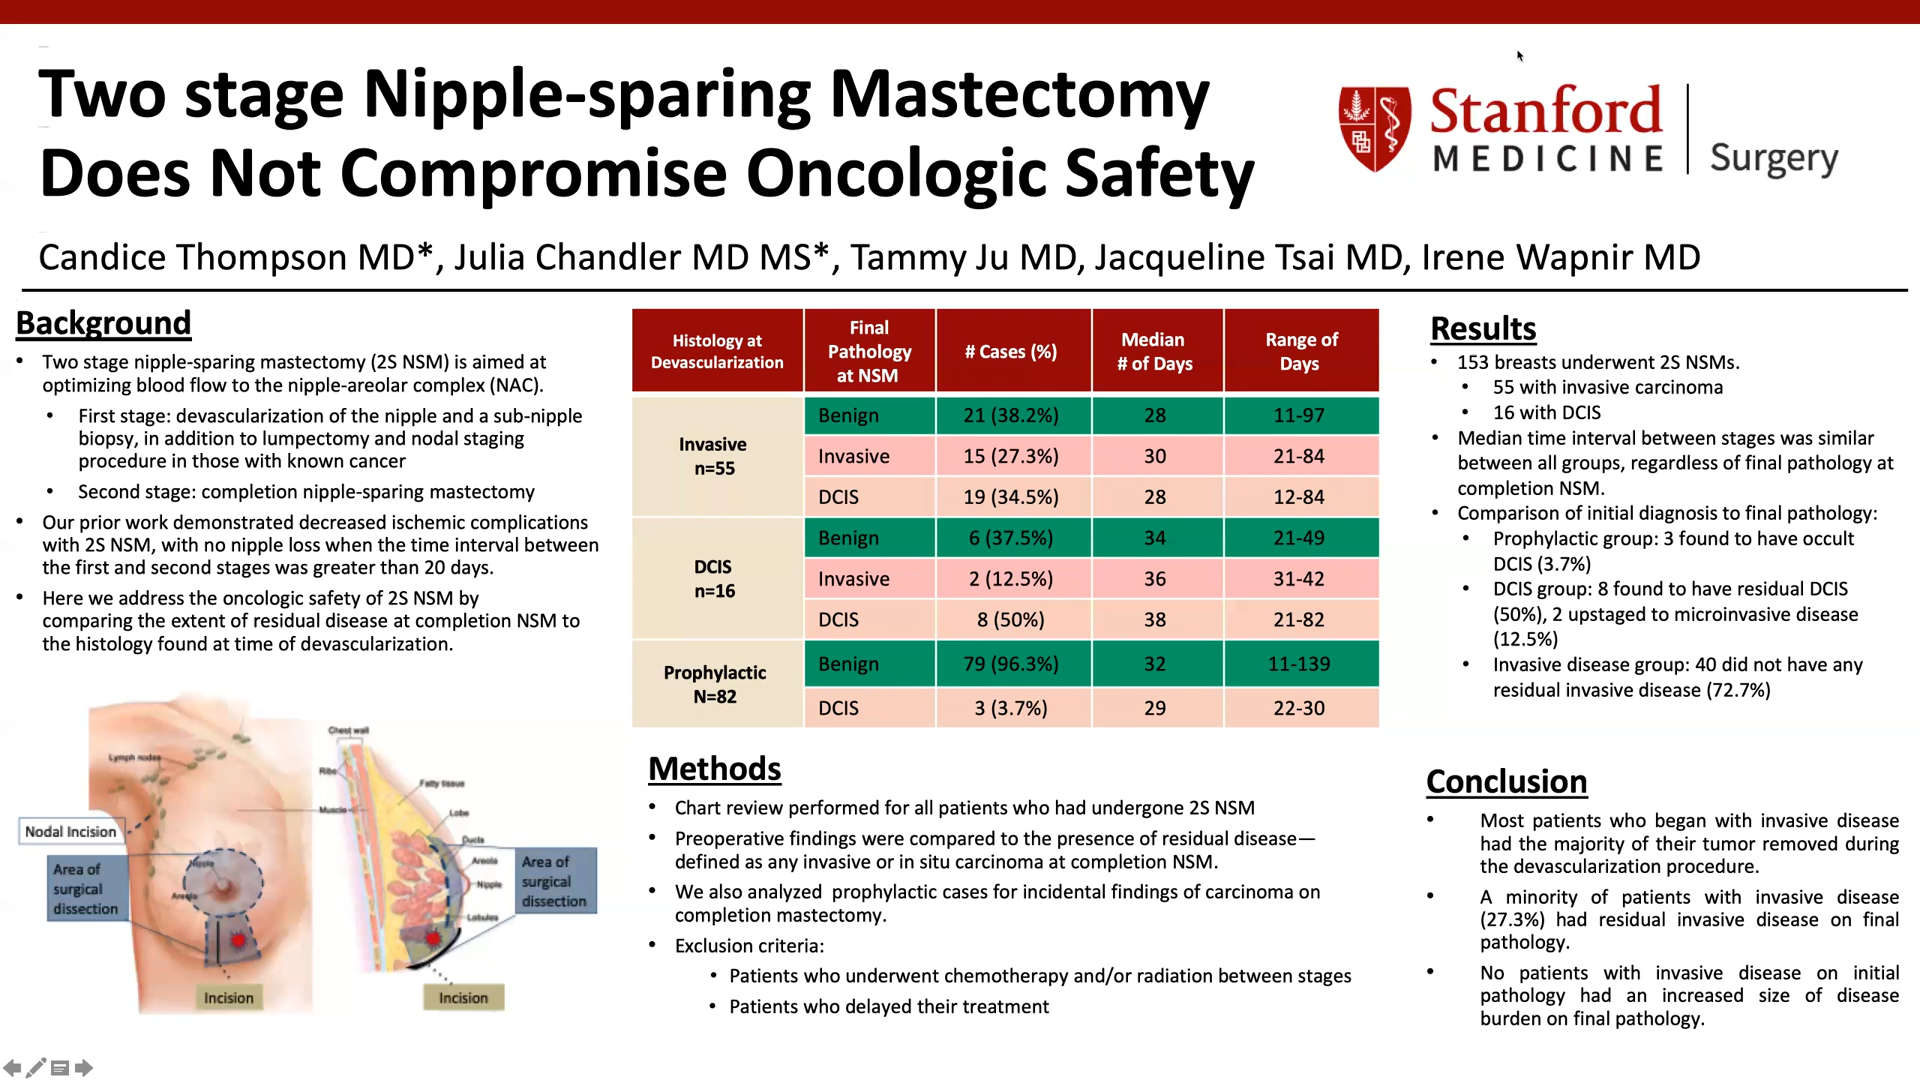 Two stage Nipple-sparing Mastectomy
Does Not Compromise Oncologic Safety
Stanford
MEDICINE
Surgery
Candice Thompson MD*, Julia Chandler MD MS*, Tammy Ju MD, Jacqueline Tsai MD, Irene Wapnir MD
Background
• Two stage nipple-sparing mastectomy (2S NSM) is aimed at
optimizing blood flow to the nipple-areolar complex (NAC).
• First stage: devascularization of the nipple and a sub-nipple
biopsy, in addition to lumpectomy and nodal staging
procedure in those with known cancer
• Second stage: completion nipple-sparing mastectomy
• Our prior work demonstrated decreased ischemic complications
with 2S NSM, with no nipple loss when the time interval between
the first and second stages was greater than 20 days.
• Here we address the oncologic safety of 2S NSM by
comparing the extent of residual disease at completion NSM to
the histology found at time of devascularization.
Lymph nodes
Nodal Incision
Nipple
Areola
Area of
surgical
dissection
Incision
Chest wall
Ribs
Muscle
Fatty tissue
Lobe
Ducts
Areola
Nipple
Lobules
Area of
surgical
dissection
Incision
Histology at
Devascularization
Final
Pathology
at NSM
# Cases (%)
Median
# of Days
Range of
Days
Invasive
n=55
Benign 21 (38.2%) 28 11-97
Invasive 15 (27.3%) 30 21-84
DCIS 19 (34.5%) 28 12-84
DCIS
n=16
Benign 6 (37.5%) 34 21-49
Invasive 2 (12.5%) 36 31-42
DCIS 8 (50%) 38 21-82
Prophylactic
N=82
Benign 79 (96.3%) 32 11-139
DCIS 3 (3.7%) 29 22-30
Methods
• Chart review performed for all patients who had undergone 2S NSM
• Preoperative findings were compared to the presence of residual disease—
defined as any invasive or in situ carcinoma at completion NSM.
• We also analyzed prophylactic cases for incidental findings of carcinoma on
completion mastectomy.
• Exclusion criteria:
• Patients who underwent chemotherapy and/or radiation between stages
• Patients who delayed their treatment
Results
• 153 breasts underwent 2S NSMs.
• 55 with invasive carcinoma
• 16 with DCIS
• Median time interval between stages was similar
between all groups, regardless of final pathology at
completion NSM.
• Comparison of initial diagnosis to final pathology:
• Prophylactic group: 3 found to have occult
DCIS (3.7%)
• DCIS group: 8 found to have residual DCIS
(50%), 2 upstaged to microinvasive disease
(12.5%)
• Invasive disease group: 40 did not have any
residual invasive disease (72.7%)
Conclusion
• Most patients who began with invasive disease
had the majority of their tumor removed during
the devascularization procedure.
• A minority of patients with invasive disease
(27.3%) had residual invasive disease on final
pathology.
• No patients with invasive disease on initial
pathology had an increased size of disease
burden on final pathology.